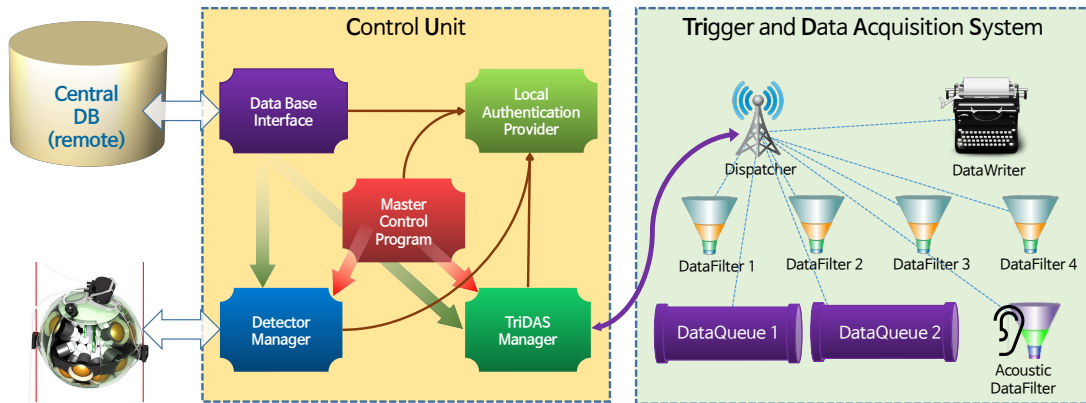 Control Unit
Trigger and Data Acquisition System
Central
DB
(remote)
Data Base
Interface
Local
Authentication
Provider
Dispatcher
DataWriter
Master
Control
Program
DataFilter 1
DataFilter 2
DataFilter 3
DataFilter 4
Detector
Manager
TriDAS
Manager
DataQueue 1
DataQueue 2
Acoustic
DataFilter